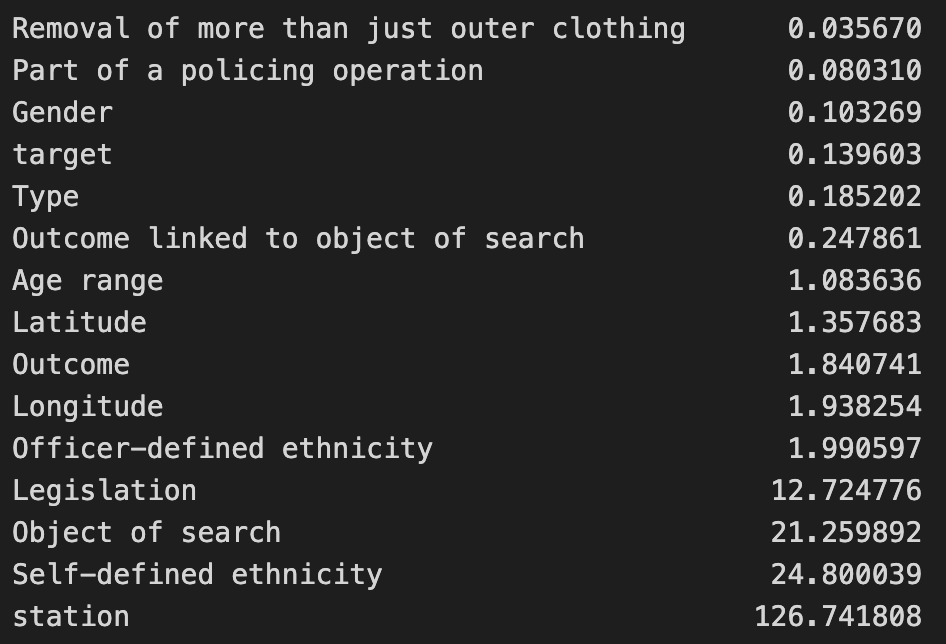 Removal of more than just outer clothing 0.035670
Part of a policing operation 0.080310
Gender 0.103269
target 0.139603
Type 0.185202
Outcome linked to object of search 0.247861
Age range 1.083636
Latitude 1.357683
Outcome 1.840741
Longitude 1.938254
Officer-defined ethnicity 1.990597
Legislation 12.724776
Object of search 21.259892
Self-defined ethnicity 24.800039
station 126.741808